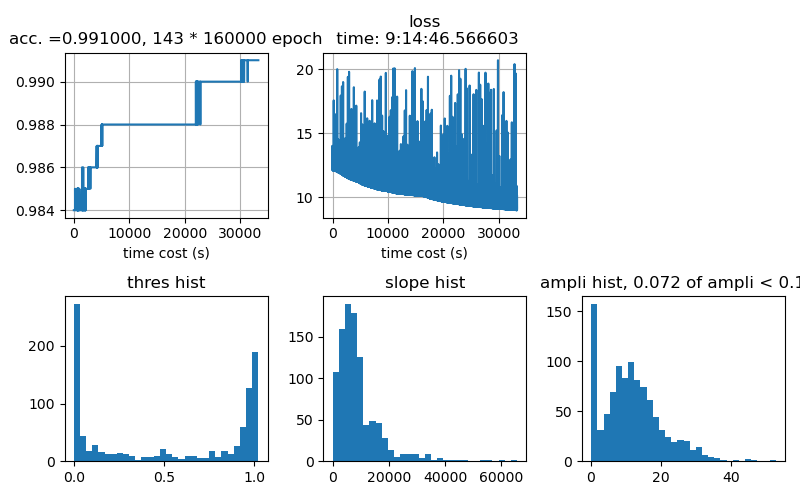 acc. =0.991000, 143 * 160000 epoch
0.990
0.988
0.986
0.984
0 10000 20000 30000
time cost (s)
loss
time: 9:14:46.566603
20
15
10
0 10000 20000 30000
time cost (s)
thres hist
200
100
0
0.0 0.5 1.0
slope hist
150
100
50
0
0 20000 40000 60000
ampli hist, 0.072 of ampli < 0.1
150
100
50
0
0 20 40